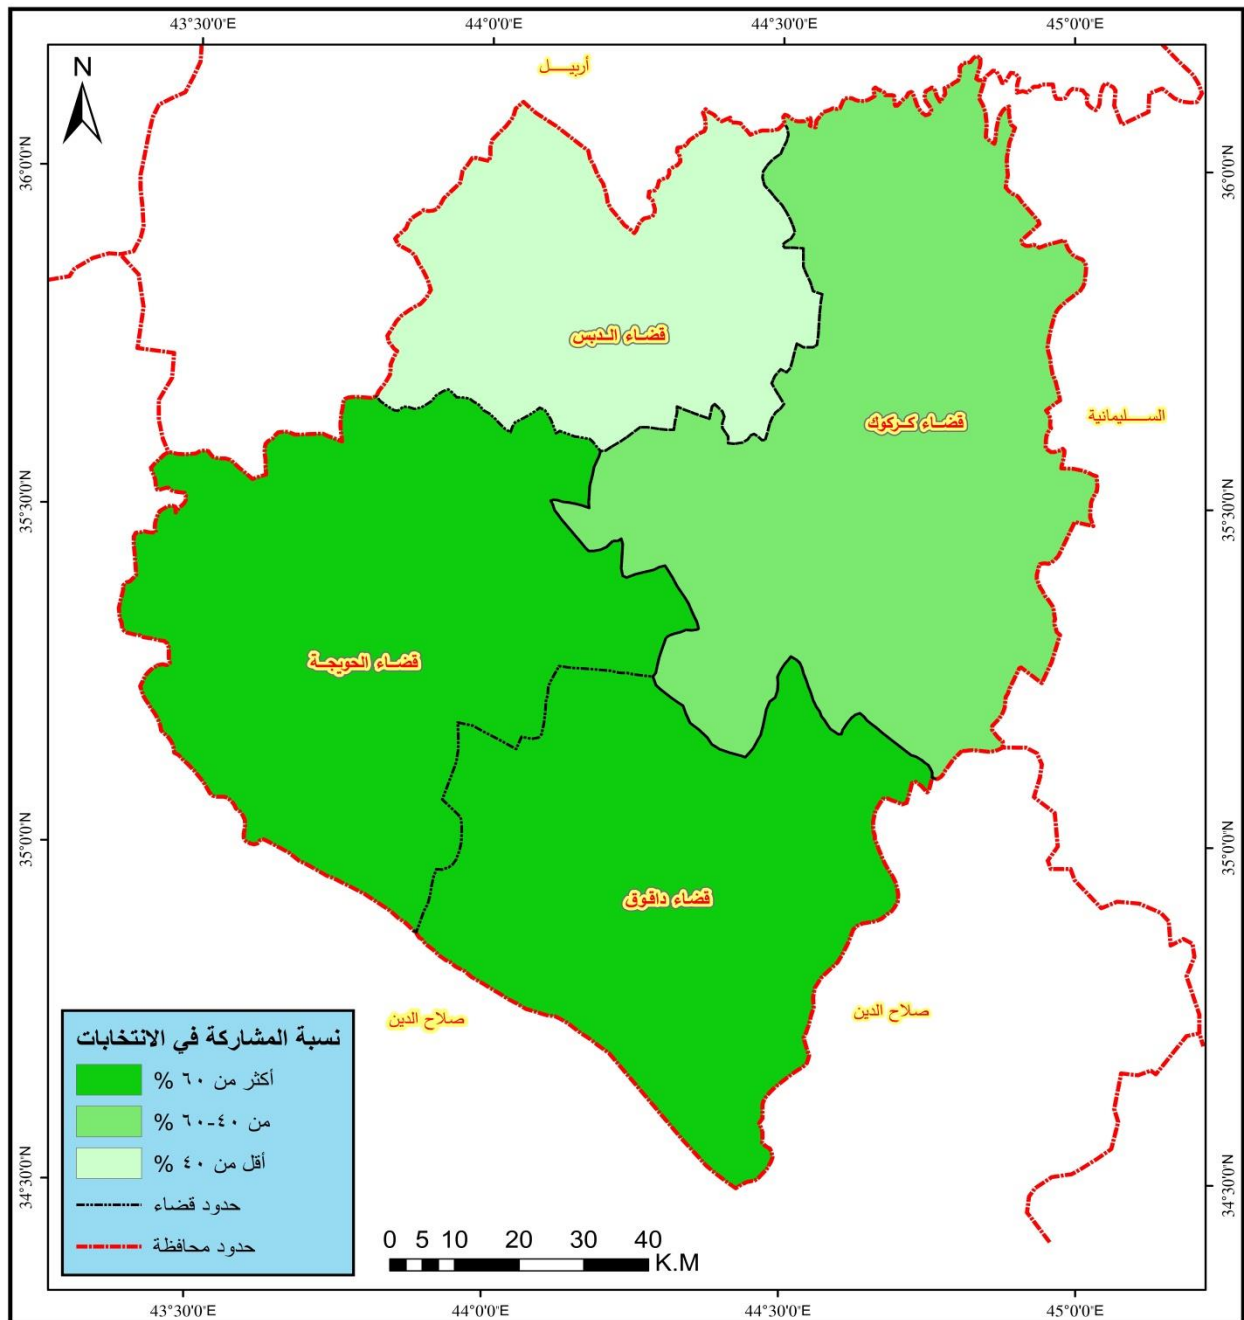 43°30'0"E 44°0'0"E 44°30'0"E 45°0'0"E
N
أربيـــل
36°0'0"N
36°0'0"N
قضـاء الـدبس
السـليمانية
قضـاء كـركوك
35°30'0"N
35°30'0"N
قضـاء الحويجـة
35°0'0"N
35°0'0"N
قضاء داقوق
صلاح الدين
صلاح الدين
نسبة المشاركة في الانتخابات
أكثر من ٦٠ %
من ٤٠-٦٠ %
أقل من ٤٠ %
حدود قضاء
حدود محافظة
34°30'0"N
34°30'0"N
0 5 10 20 30 40
K.M
43°30'0"E 44°0'0"E 44°30'0"E 45°0'0"E